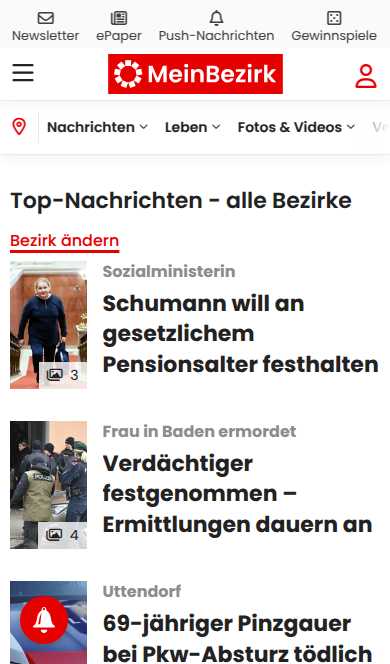 Newsletter ePaper Push-Nachrichten Gewinnspiele
MeinBezirk
Nachrichten Leben Fotos & Videos
Top-Nachrichten - alle Bezirke
Bezirk ändern
Sozialministerin
Schumann will an
gesetzlichem
Pensionsalter festhalten
3
Frau in Baden ermordet
Verdächtiger
festgenommen –
Ermittlungen dauern an
POLIZEI
4
Uttendorf
69-jähriger Pinzgauer
bei Pkw-Absturz tödlich